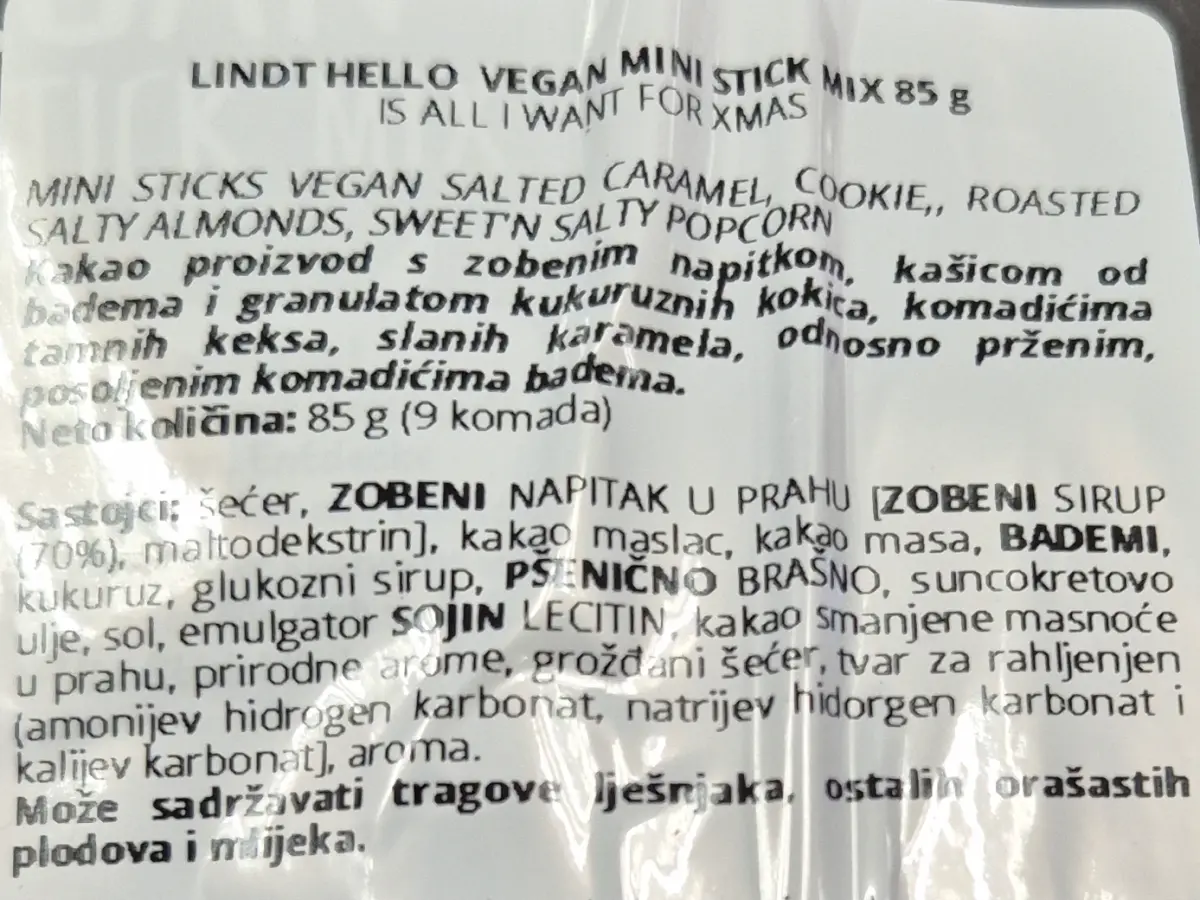 LINDT HELLO VEGAN MINI STICK MIX 85 g
IS ALL I WANT FOR XMAS
MINI STICKS VEGAN SALTED CARAMEL, COOKIE,, ROASTED
SALTY ALMONDS, SWEET'N SALTY POPCORN
Kakao proizvod s zobenim napitkom, kašicom od
badema i granulatom kukuruznih kokica, komadićima
tamnih keksa, slanih karamela, odnosno prženim,
posoljenim komadićima badema.
Neto količina: 85 g (9 komada)
Sastojci: šećer, ZOBENI NAPITAK U PRAHU [ZOBENI SIRUP
(70%), maltodekstrin], kakao maslac, kakao masa, BADEMI,
kukuruz, glukozni sirup, PŠENIČNO BRAŠNO, suncokretovo
ulje, sol, emulgator SOJIN LECITIN, kakao smanjene masnoće
u prahu, prirodne arome, grožđani šećer, tvar za rahljenjen
(amonijev hidrogen karbonat, natrijev hidorgen karbonat i
kalijev karbonat], aroma.
Može sadržavati tragove lješnjaka, ostalih orašastih
plodova i mlijeka.